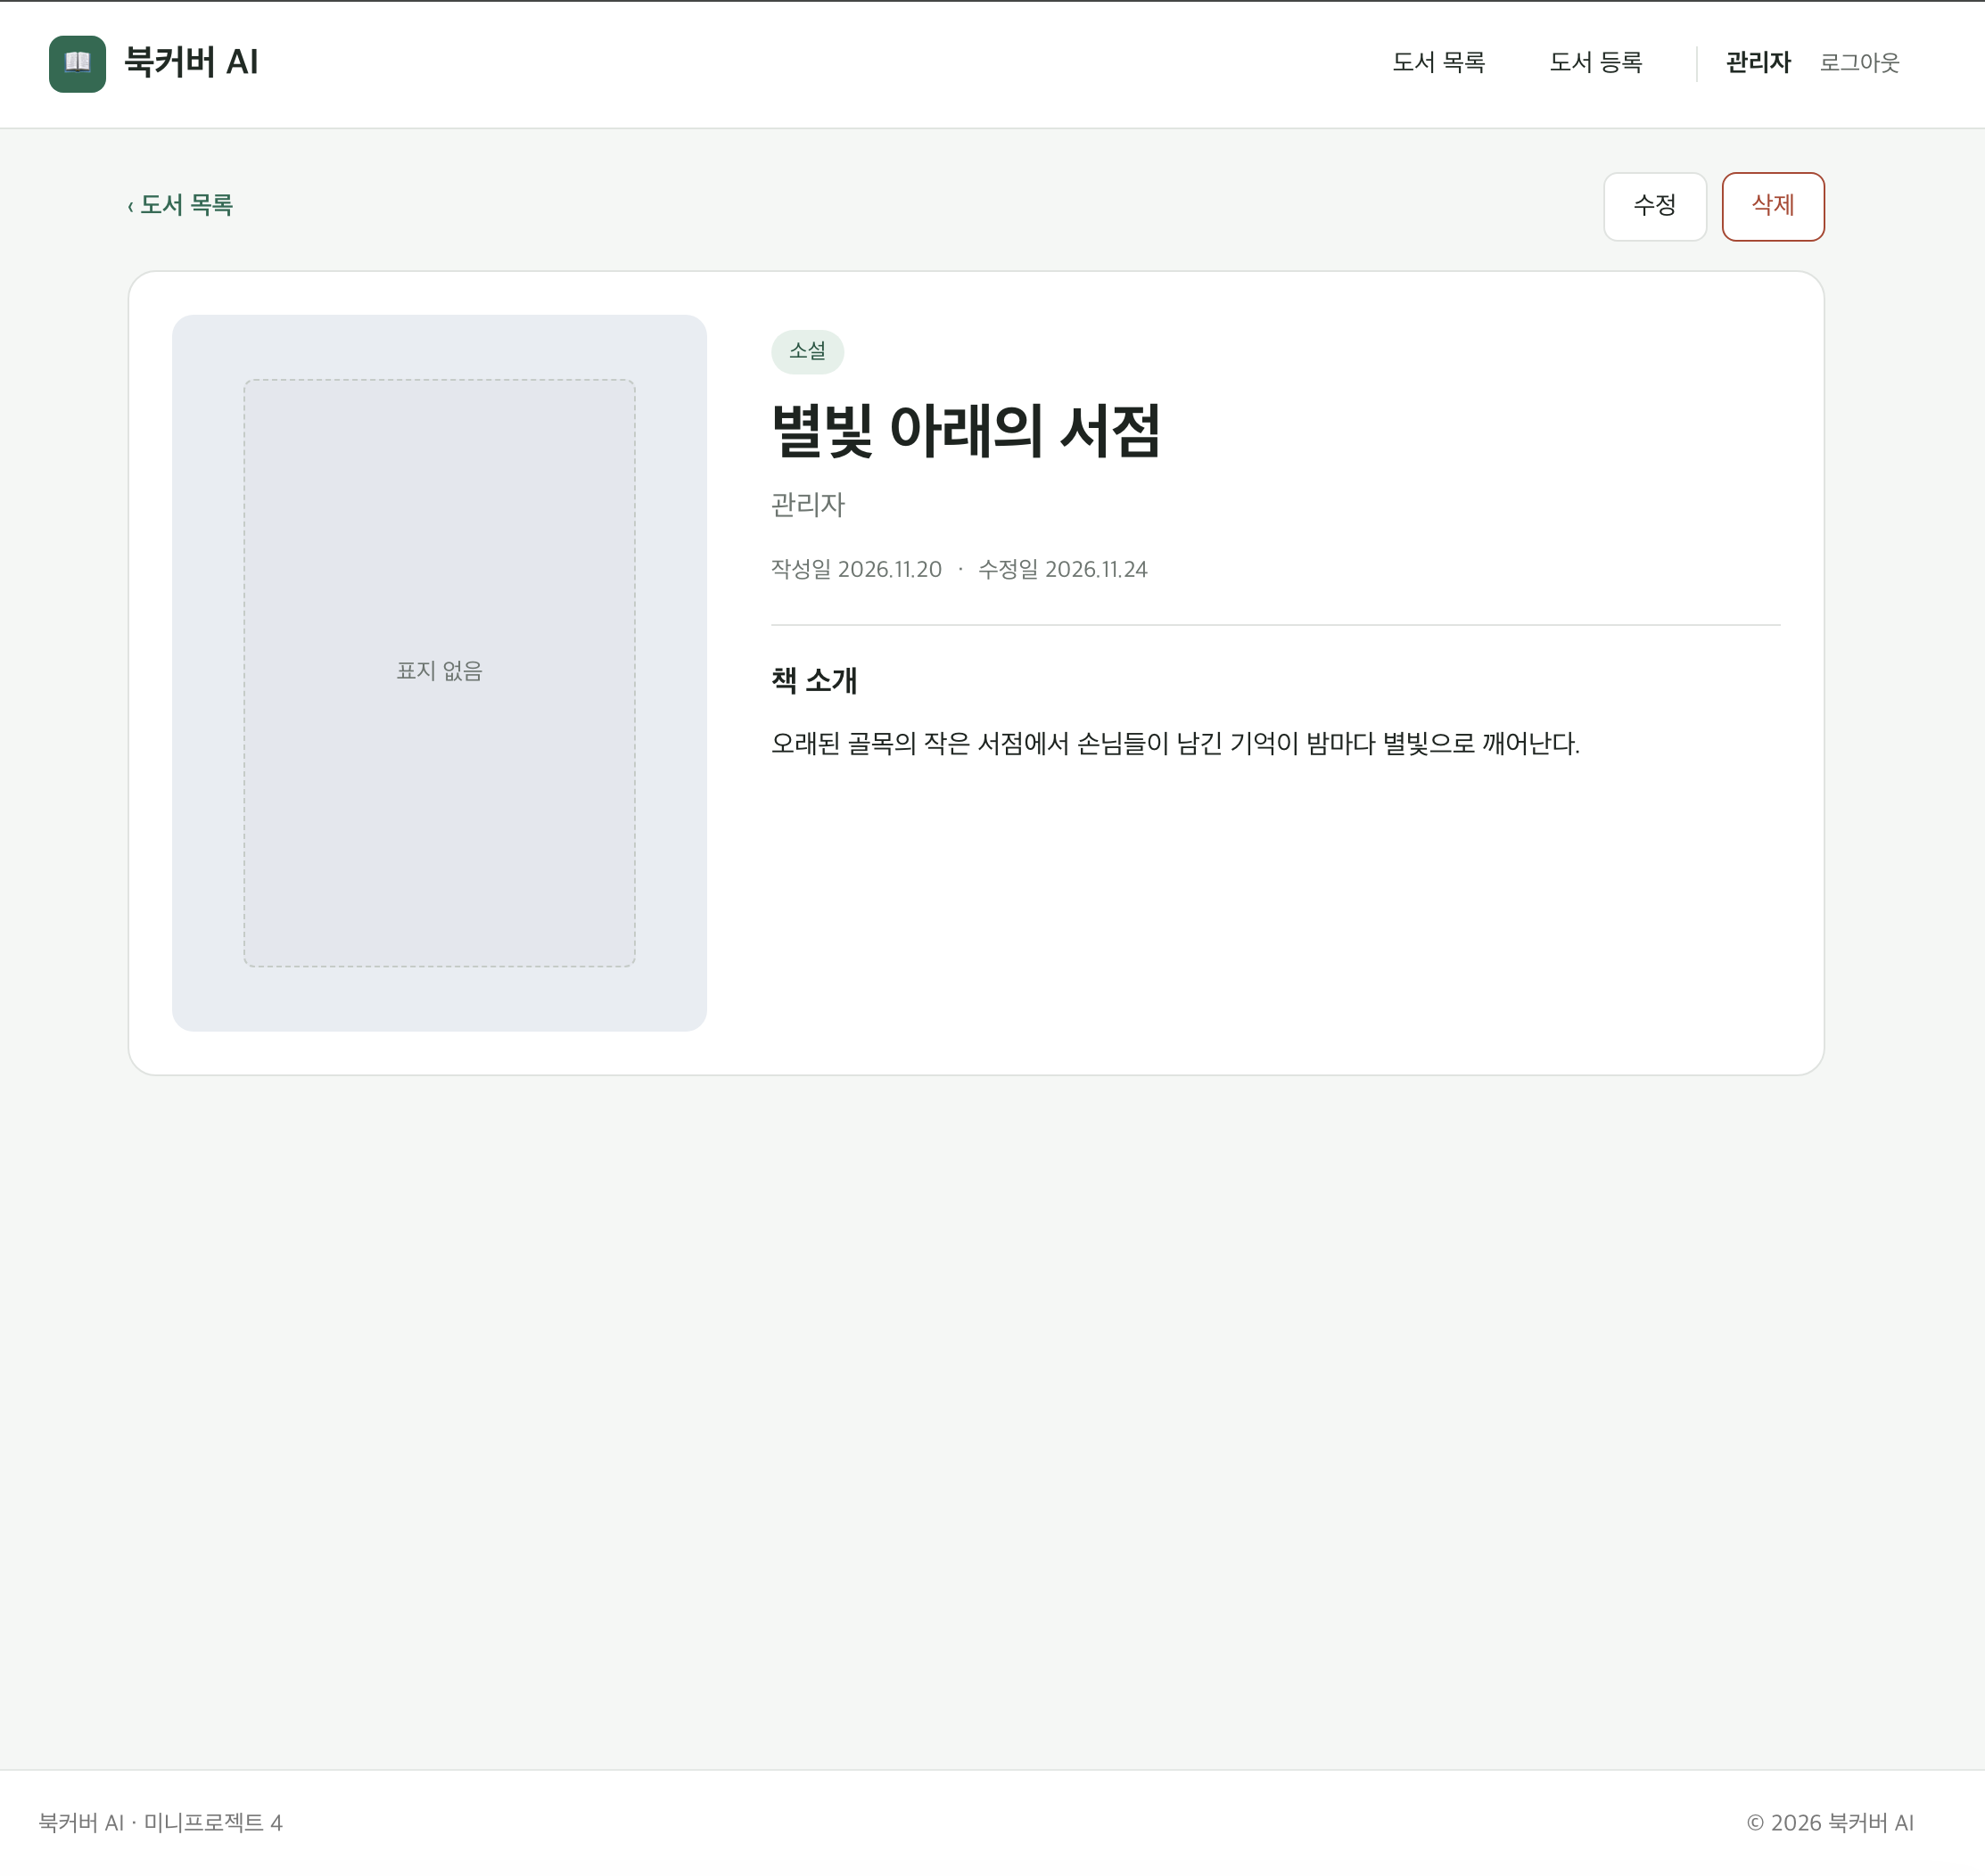 북커버 AI
도서 목록 도서 등록 관리자 로그아웃
‹ 도서 목록
수정 삭제
표지 없음
소설
별빛 아래의 서점
관리자
작성일 2026.11.20 · 수정일 2026.11.24
책 소개
오래된 골목의 작은 서점에서 손님들이 남긴 기억이 밤마다 별빛으로 깨어난다.
북커버 AI · 미니프로젝트 4
© 2026 북커버 AI